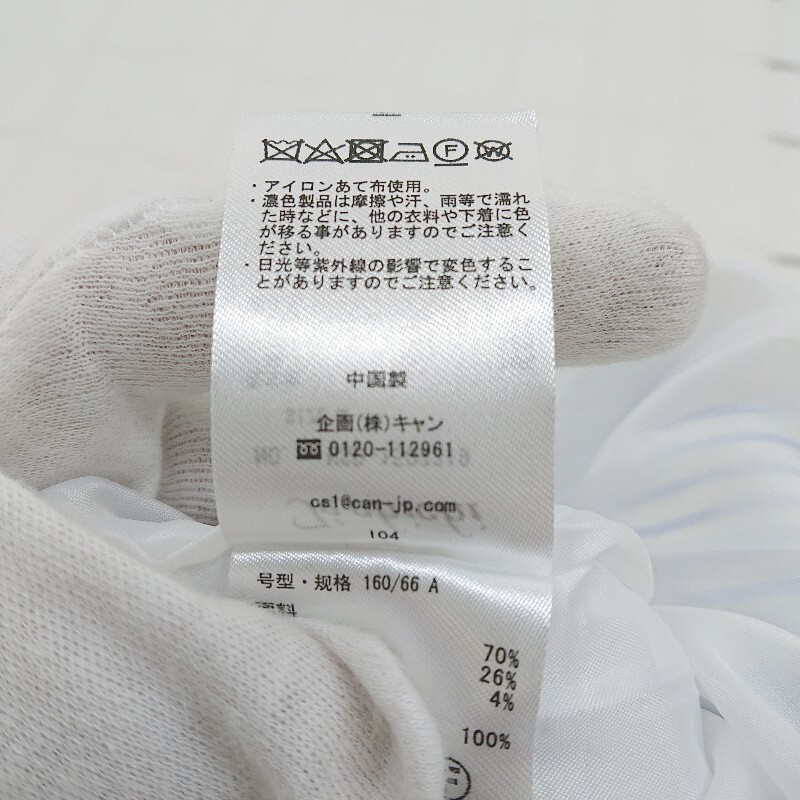 F W
・アイロンあて布使用。
・濃色製品は摩擦や汗、雨等で濡れ
た時などに、他の衣料や下着に色
が移る事がありますのでご注意く
ださい。
・日光等紫外線の影響で変色するこ
とがありますのでご注意ください。
中国製
企画(株)キャン
0120-112961
cs1@can-jp.com
104
号型・规格 160/66 A
面料
70%
26%
4%
100%